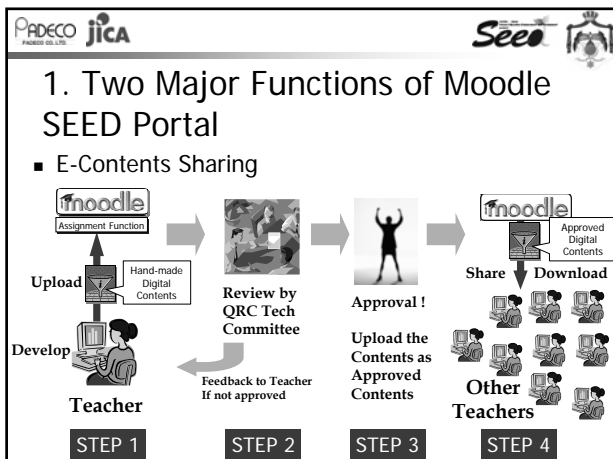 PADECO
PADECO CO. LTD.
jICA
Seed
1. Two Major Functions of Moodle
SEED Portal
■ E-Contents Sharing
moodle
Assignment Function
Upload
Hand-made
Digital
Contents
Develop
Teacher
STEP 1
Review by
QRC Tech
Committee
Feedback to Teacher
If not approved
STEP 2
Approval !
Upload the
Contents as
Approved
Contents
STEP 3
moodle
Approved
Digital
Contents
Share Download
Other
Teachers
STEP 4